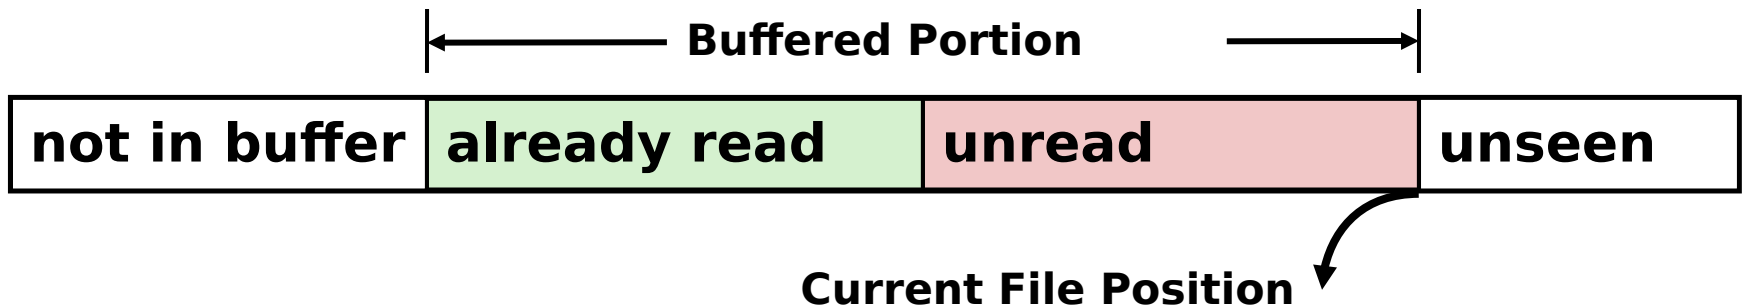 Buffered Portion
not in buffer already read unread unseen
Current File Position